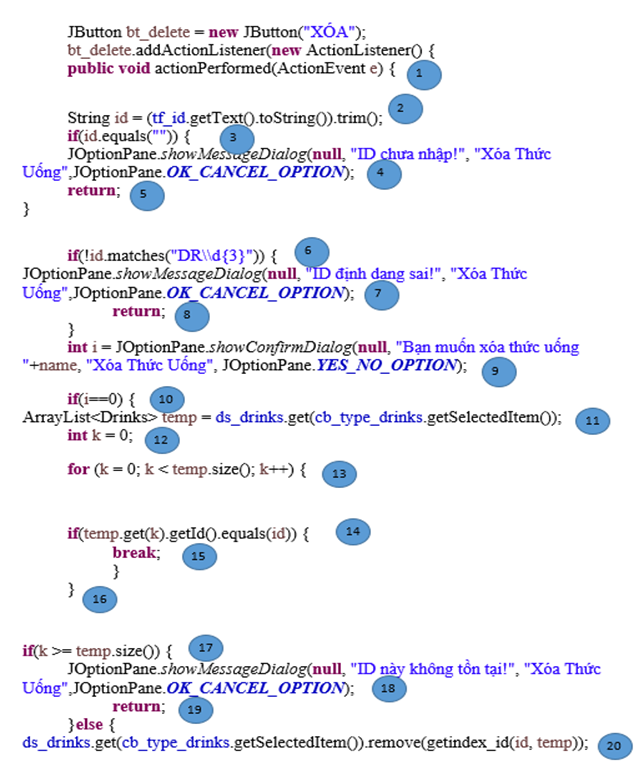 JButton bt_delete = new JButton("XÓA");
bt_delete.addActionListener(new ActionListener() {
public void actionPerformed(ActionEvent e) { 1
2
String id = (tf_id.getText().toString()).trim();
if(id.equals("")) { 3
JOptionPane.showMessageDialog(null, "ID chưa nhập!", "Xóa Thức
Uống",JOptionPane.OK_CANCEL_OPTION); 4
return; 5
}
if(!id.matches("DR\\d{3}")) { 6
JOptionPane.showMessageDialog(null, "ID định dạng sai!", "Xóa Thức
Uống",JOptionPane.OK_CANCEL_OPTION); 7
return; 8
}
int i = JOptionPane.showConfirmDialog(null, "Bạn muốn xóa thức uống
"+name, "Xóa Thức Uống", JOptionPane.YES_NO_OPTION); 9
if(i==0) { 10
ArrayList<Drinks> temp = ds_drinks.get(cb_type_drinks.getSelectedItem()); 11
int k = 0; 12
for (k = 0; k < temp.size(); k++) { 13
if(temp.get(k).getId().equals(id)) { 14
break; 15
}
} 16
if(k >= temp.size()) { 17
JOptionPane.showMessageDialog(null, "ID này không tồn tại!", "Xóa Thức
Uống",JOptionPane.OK_CANCEL_OPTION); 18
return; 19
}else {
ds_drinks.get(cb_type_drinks.getSelectedItem()).remove(getindex_id(id, temp)); 20